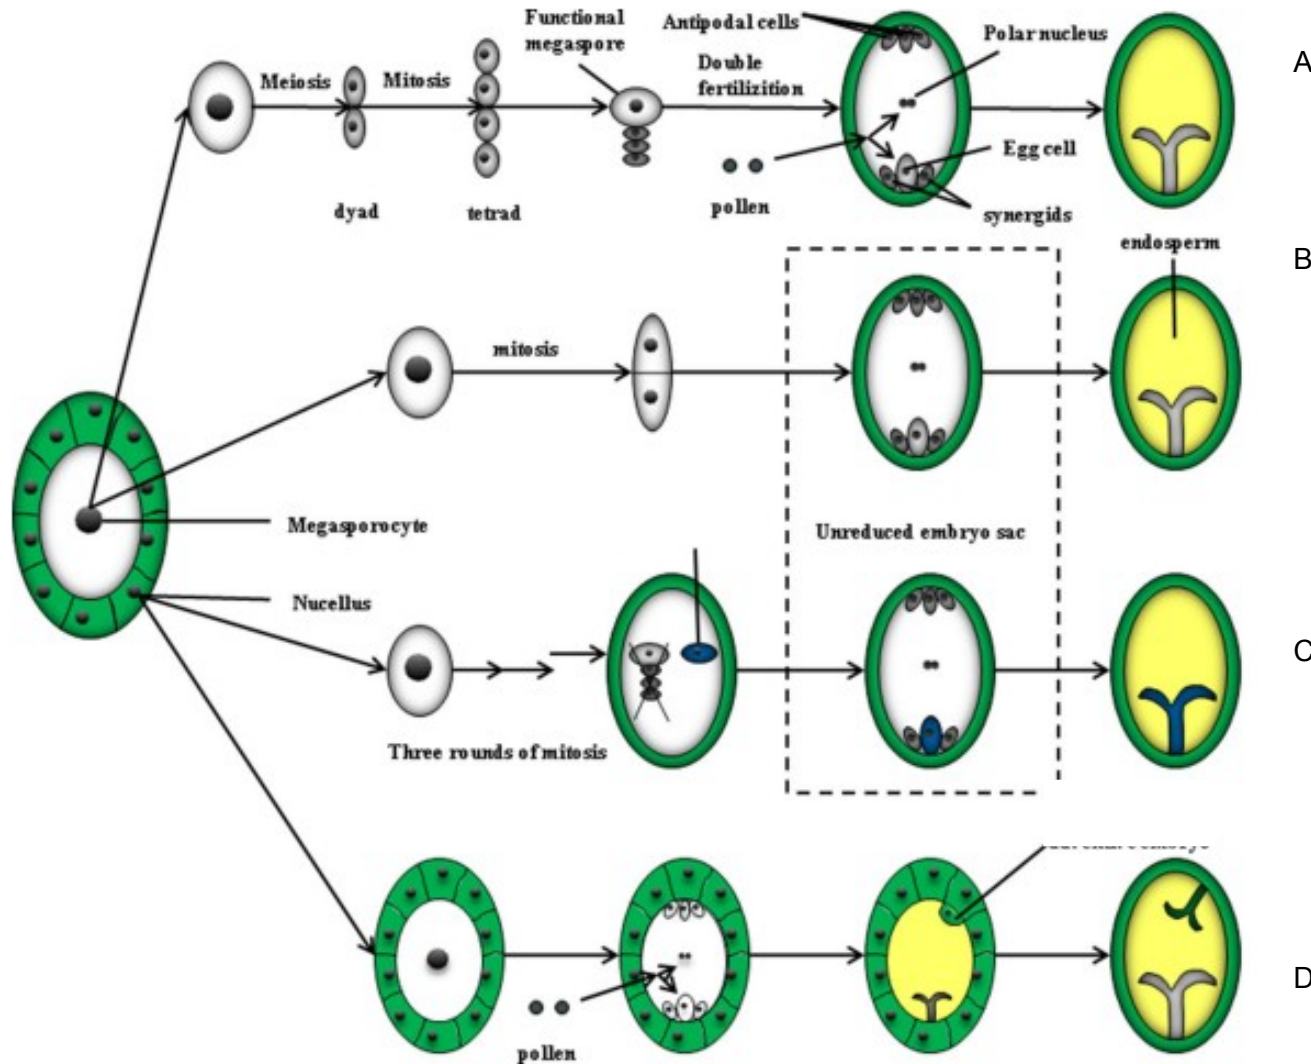 Functional
megaspore
Antipodal cells
Polar nucleus
A
Meiosis
Mitosis
Double
fertilizition
Egg cell
dyad
tetrad
pollen
synergids
endosperm
B
mitosis
Megasporocyte
Unreduced embryo sac
Nucellus
C
Three rounds of mitosis
D
pollen